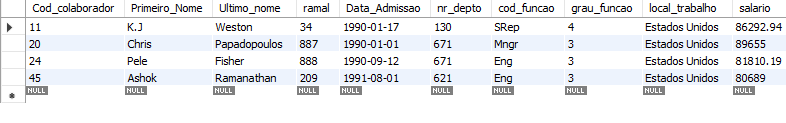 Cod_colaborador Primeiro_Nome Ultimo_nome ramal Data_Admissao nr_depto cod_funcao grau_funcao local_trabalho salario
11 K.J Weston 34 1990-01-17 130 SRep 4 Estados Unidos 86292.94
20 Chris Papadopoulos 887 1990-01-01 671 Mngr 3 Estados Unidos 89655
24 Pele Fisher 888 1990-09-12 671 Eng 3 Estados Unidos 81810.19
45 Ashok Ramanathan 209 1991-08-01 621 Eng 3 Estados Unidos 80689
NULL NULL NULL NULL NULL NULL NULL NULL NULL NULL